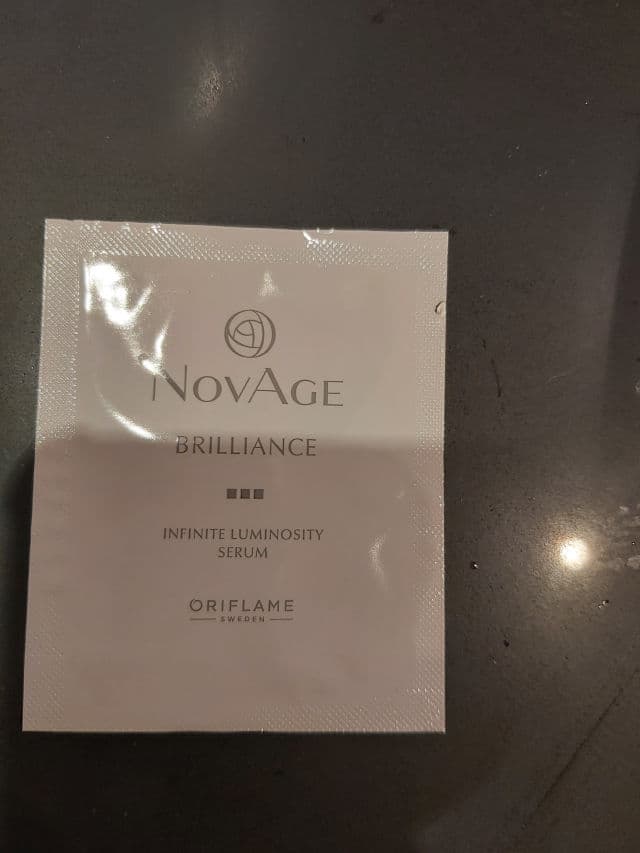 NOVAGE
BRILLIANCE
INFINITE LUMINOSITY
SERUM
ORIFLAME
SWEDEN